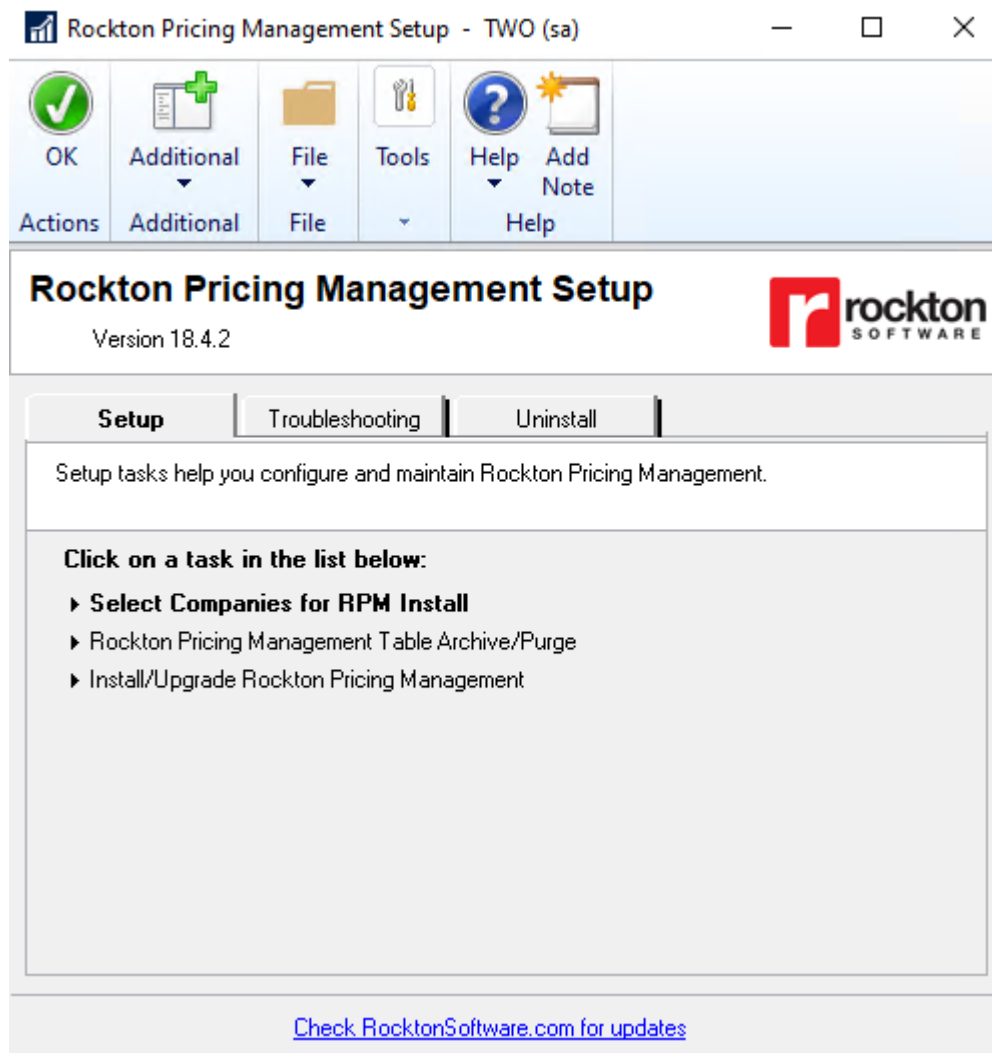 Rockton Pricing Management Setup - TWO (sa)
OK Additional File Tools Help Add Note
Actions Additional File Help
Rockton Pricing Management Setup
Version 18.4.2
rockton
SOFTWARE
Setup Troubleshooting Uninstall
Setup tasks help you configure and maintain Rockton Pricing Management.
Click on a task in the list below:
Select Companies for RPM Install
Rockton Pricing Management Table Archive/Purge
Install/Upgrade Rockton Pricing Management
Check RocktonSoftware.com for updates